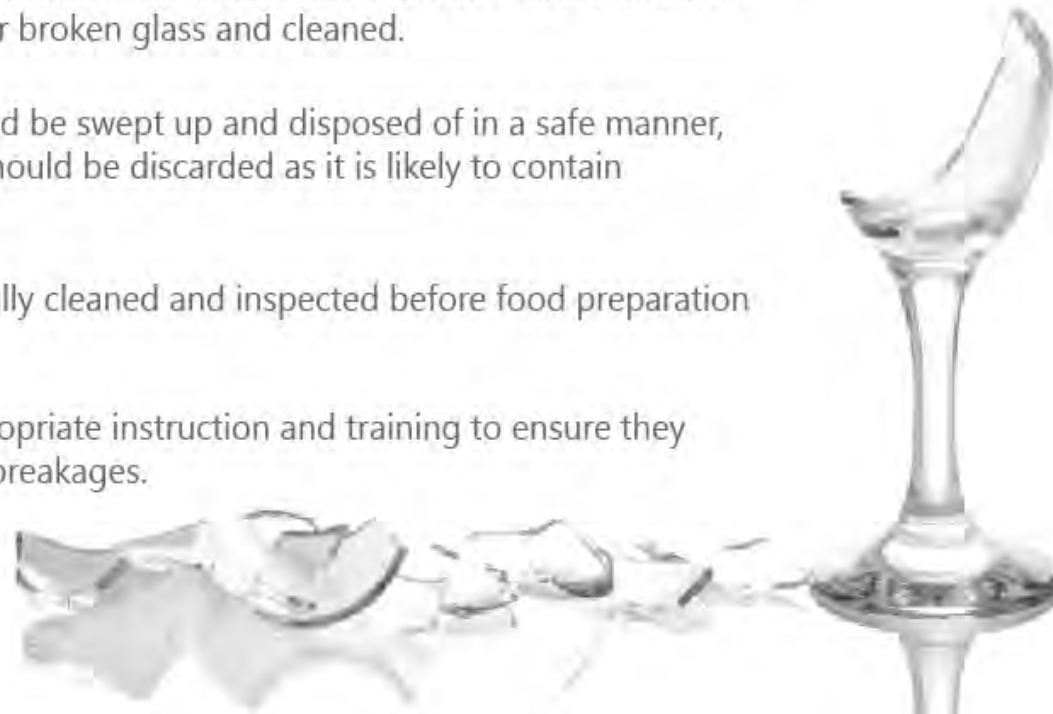 r broken glass and cleaned.
d be swept up and disposed of in a safe manner,
hould be discarded as it is likely to contain
lly cleaned and inspected before food preparation
opriate instruction and training to ensure they
breakages.